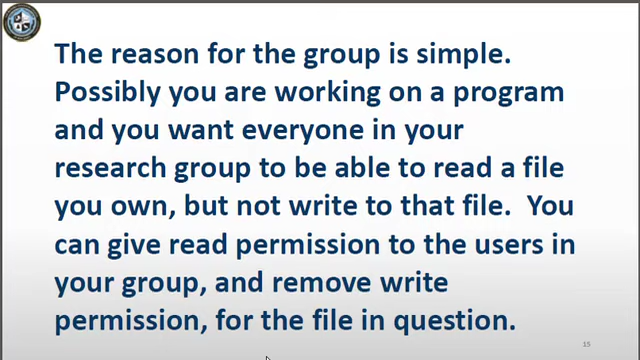 The reason for the group is simple.
Possibly you are working on a program
and you want everyone in your
research group to be able to read a file
you own, but not write to that file.  You
can give read permission to the users in
your group, and remove write
permission, for the file in question.
15